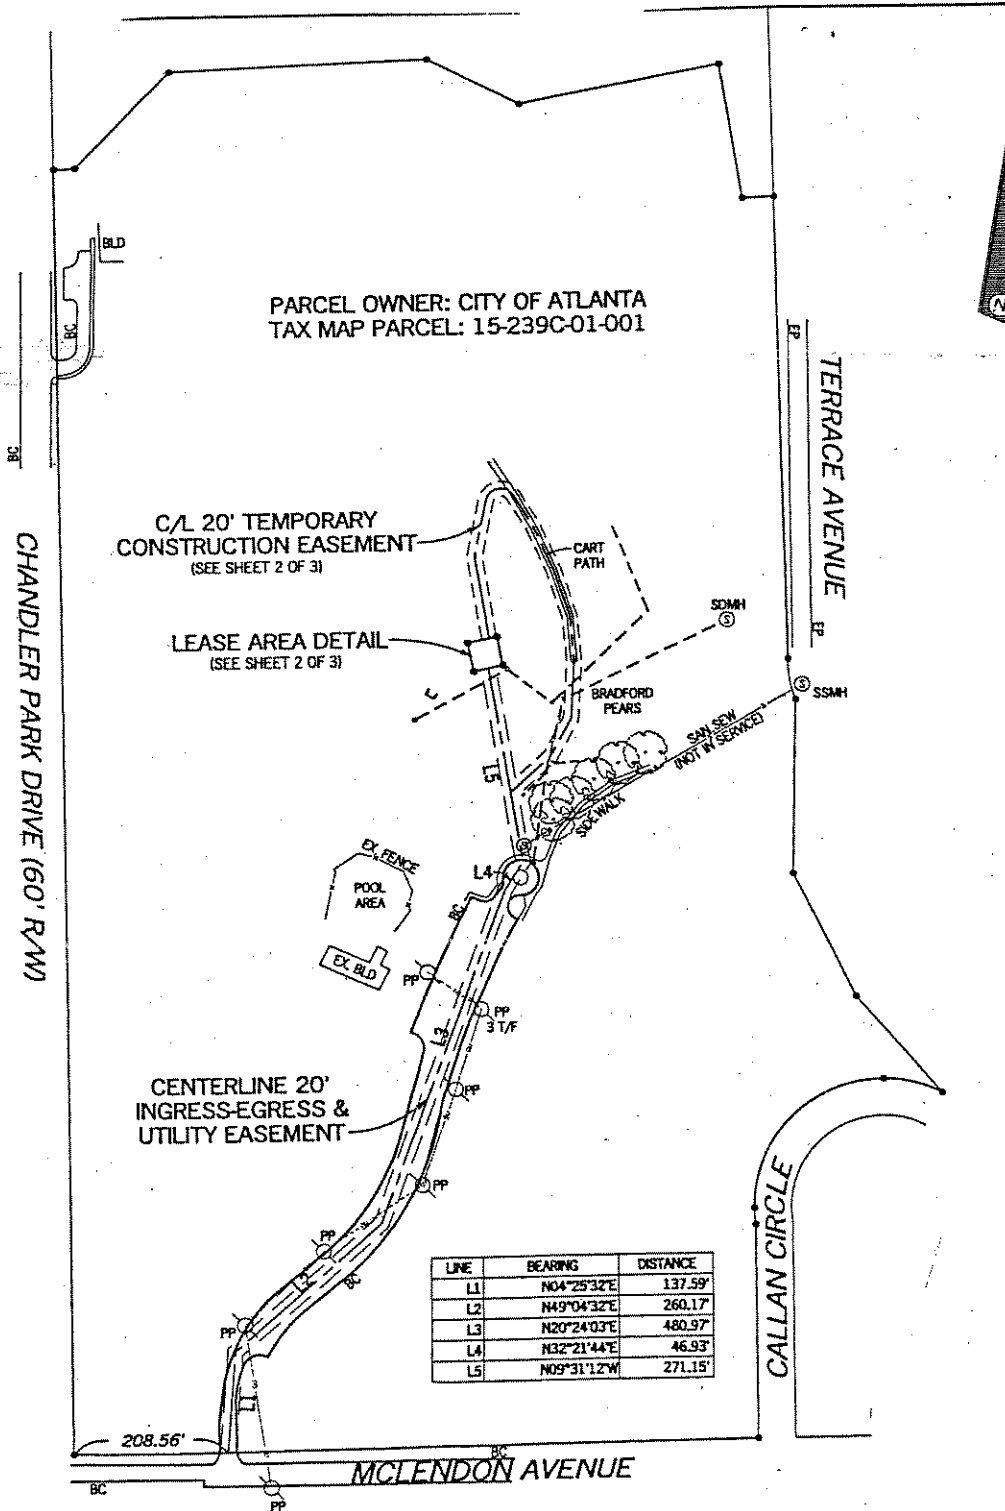 BLD
PARCEL OWNER: CITY OF ATLANTA
TAX MAP PARCEL: 15-239C-01-001
N
BC
EP
BC
TERRACE AVENUE
C/L 20' TEMPORARY
CONSTRUCTION EASEMENT
(SEE SHEET 2 OF 3)
CART
PATH
CHANDLER PARK DRIVE (60' R/W)
SDMH
S
EP
LEASE AREA DETAIL
(SEE SHEET 2 OF 3)
BRADFORD
PEARS
S
SSMH
SAN SEW
(NOT IN SERVICE)
L5
SIDE WALK
S
EX. FENCE
POOL
AREA
L4
BC
EX. BLD
PP
PP
3 T/F
L3
PP
CENTERLINE 20'
INGRESS-EGRESS &
UTILITY EASEMENT
PP
PP
L2
BC
PP
CALLAN CIRCLE
LINE BEARING DISTANCE
L1 N04°25'32"E 137.59'
L2 N49°04'32"E 260.17'
L3 N20°24'03"E 480.97'
L4 N32°21'44"E 46.93'
L5 N09°31'12"W 271.15'
3
L1
208.56'
BC
MCLENDON AVENUE
BC
PP